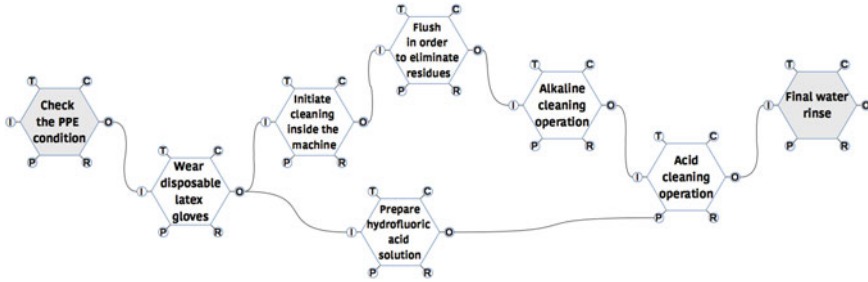 T C
I O
P R
Check
the PPE
condition
T C
I O
P R
Wear
disposable
latex
gloves
T C
I O
P R
Initiate
cleaning
inside the
machine
T C
I O
P R
Flush
in order
to eliminate
residues
T C
I O
P R
Prepare
hydrofluoric
acid
solution
T C
I O
P R
Alkaline
cleaning
operation
T C
I O
P R
Acid
cleaning
operation
T C
I O
P R
Final water
rinse